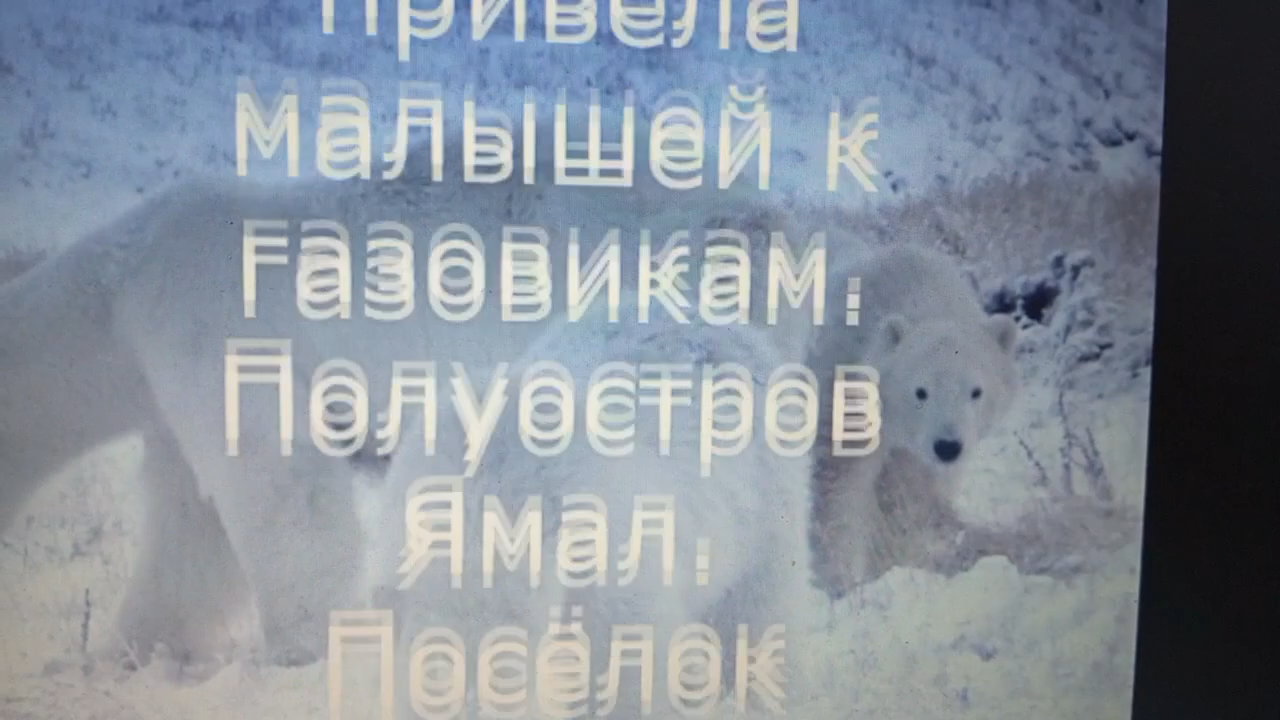 привела
малышей к
газовикам.
Полуостров
Ямал.
Посёлок